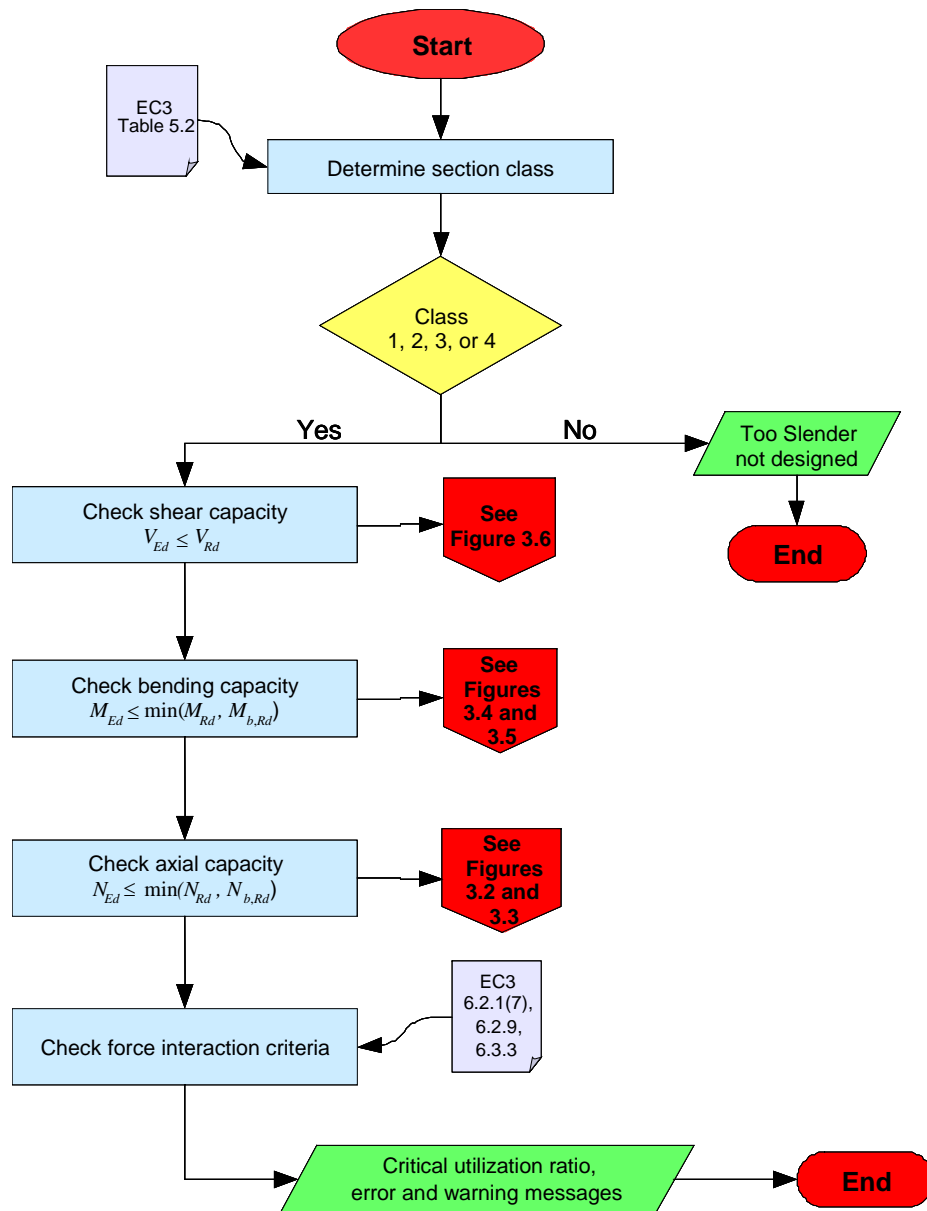 Start
EC3
Table 5.2
Determine section class
Class
1, 2, 3, or 4
Yes
No
Too Slender
not designed
End
Check shear capacity
V_Ed ≤ V_Rd
See
Figure 3.6
Check bending capacity
M_Ed ≤ min(M_Rd , M_b,Rd)
See
Figures
3.4 and
3.5
Check axial capacity
N_Ed ≤ min(N_Rd , N_b,Rd)
See
Figures
3.2 and
3.3
EC3
6.2.1(7),
6.2.9,
6.3.3
Check force interaction criteria
Critical utilization ratio,
error and warning messages
End